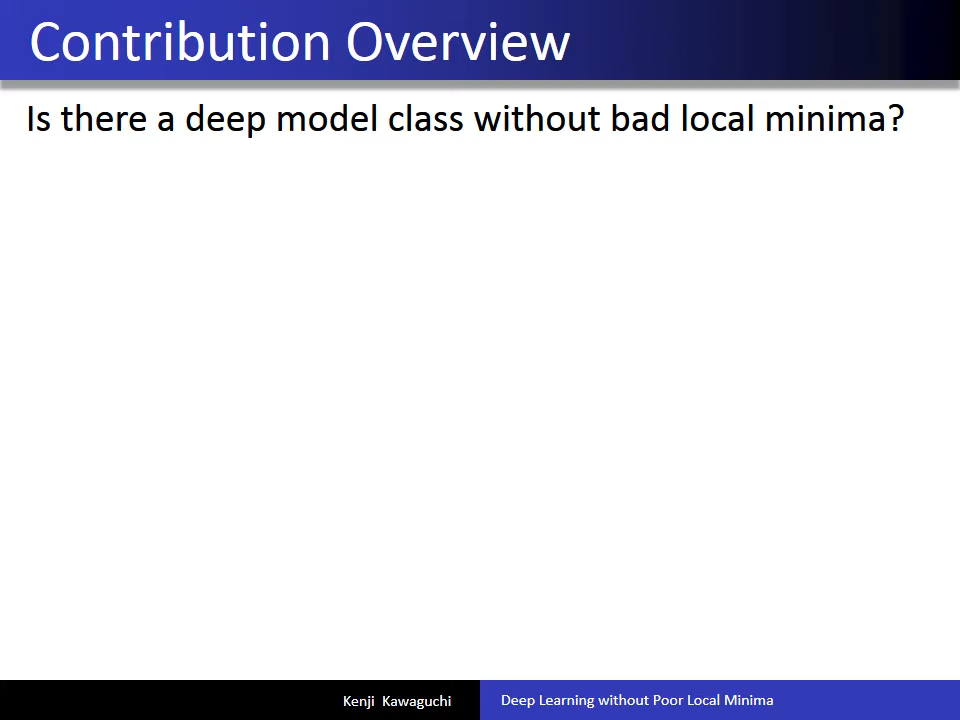 Contribution Overview
Is there a deep model class without bad local minima?
Kenji Kawaguchi
Deep Learning without Poor Local Minima